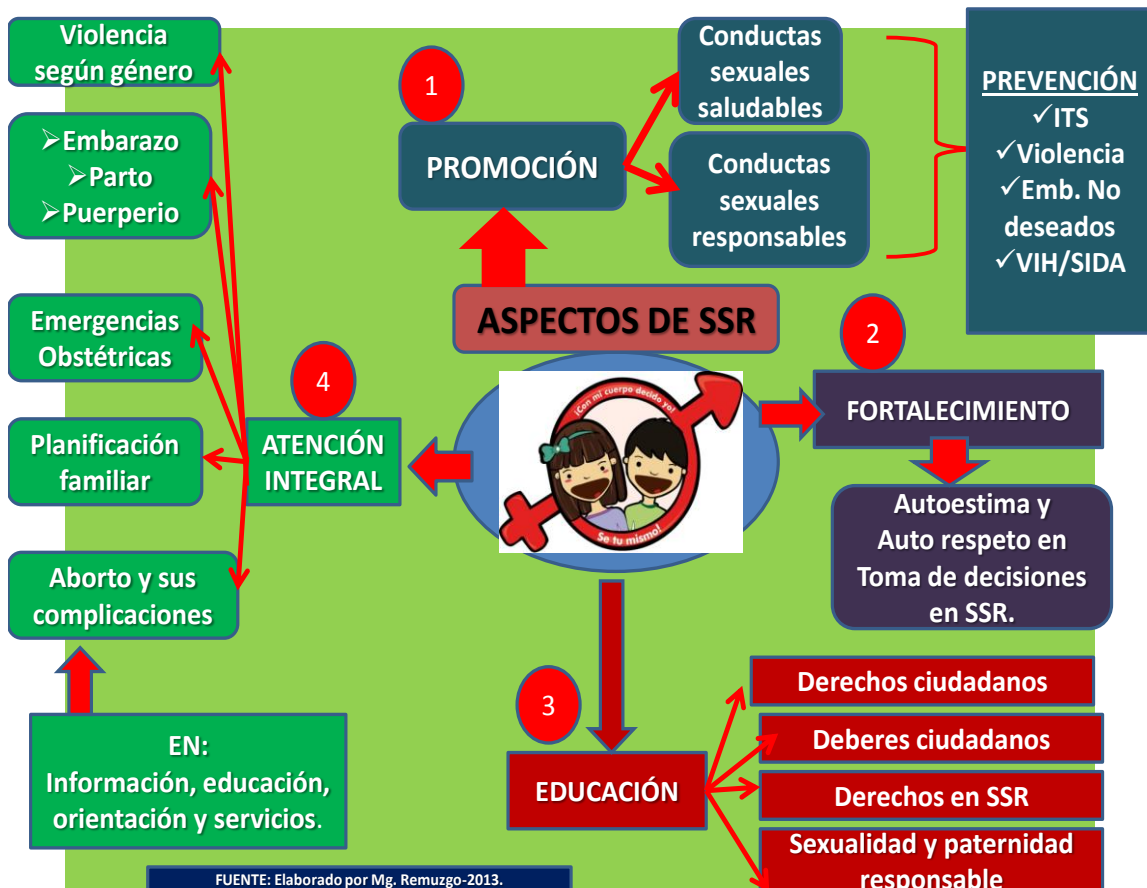 ASPECTOS DE SSR
1
PROMOCIÓN
Conductas
sexuales
saludables
Conductas
sexuales
responsables
PREVENCIÓN
✓ITS
✓Violencia
✓Emb. No
deseados
✓VIH/SIDA
¡Con mi cuerpo decido yo!
Se tu mismo!
2
FORTALECIMIENTO
Autoestima y
Auto respeto en
Toma de decisiones
en SSR.
3
EDUCACIÓN
Derechos ciudadanos
Deberes ciudadanos
Derechos en SSR
Sexualidad y paternidad
responsable
4
ATENCIÓN
INTEGRAL
Violencia
según género
➢Embarazo
➢Parto
➢Puerperio
Emergencias
Obstétricas
Planificación
familiar
Aborto y sus
complicaciones
EN:
Información, educación,
orientación y servicios.
FUENTE: Elaborado por Mg. Remuzgo-2013.